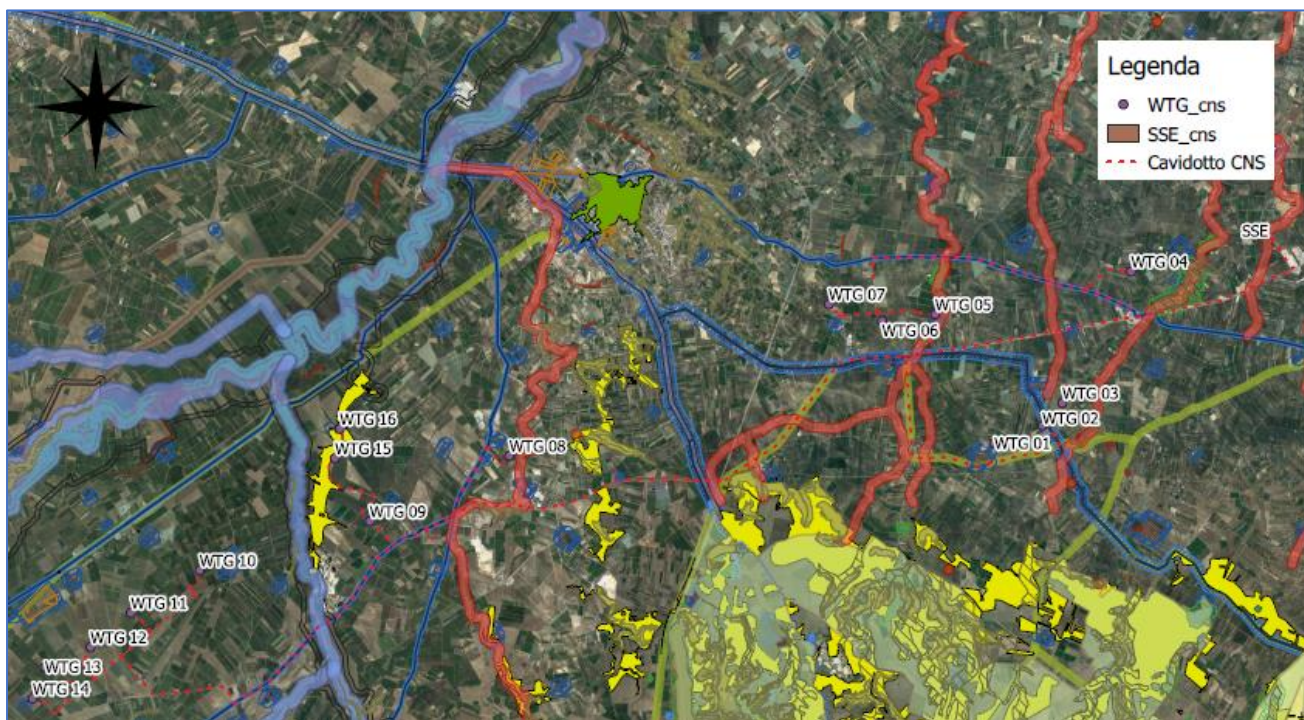 Legenda
WTG_cns
SSE_cns
Cavidotto CNS
SSE
WTG 04
WTG 07
WTG 05
WTG 06
WTG 03
WTG 02
WTG 01
WTG 16
WTG 15
WTG 08
WTG 09
WTG 10
WTG 11
WTG 12
WTG 13
WTG 14